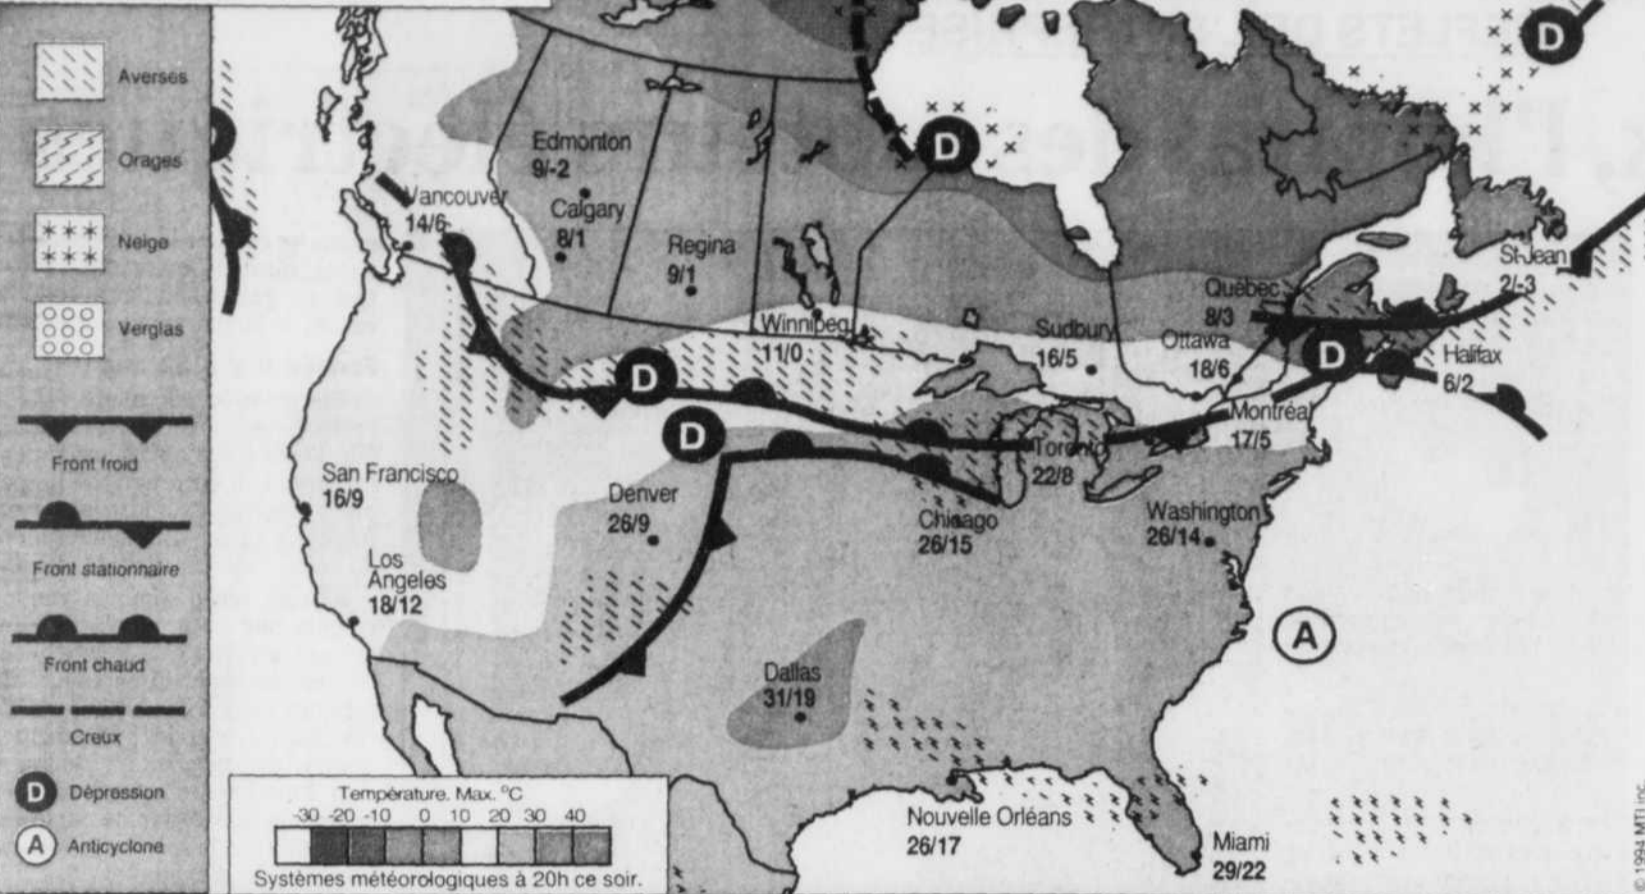 Averses
Orages
Neige
Verglas
Front froid
Front stationnaire
Front chaud
Creux
D Dépression
A Anticyclone
D
D
Edmonton
9/-2
Vancouver
14/6
Calgary
8/1
Regina
9/1
Winnipeg
11/0
Sudbury
16/5
Québec
8/3
Ottawa
18/6
St-Jean
2/-3
Halifax
6/2
D
D
D
Montréal
17/5
Toronto
22/8
San Francisco
16/9
Denver
26/9
Chicago
26/15
Washington
26/14
Los
Angeles
18/12
A
Dallas
31/19
Nouvelle Orléans
26/17
Miami
29/22
Température. Max. °C
-30 -20 -10 0 10 20 30 40
Systèmes météorologiques à 20h ce soir.
© 1994 MTI inc.